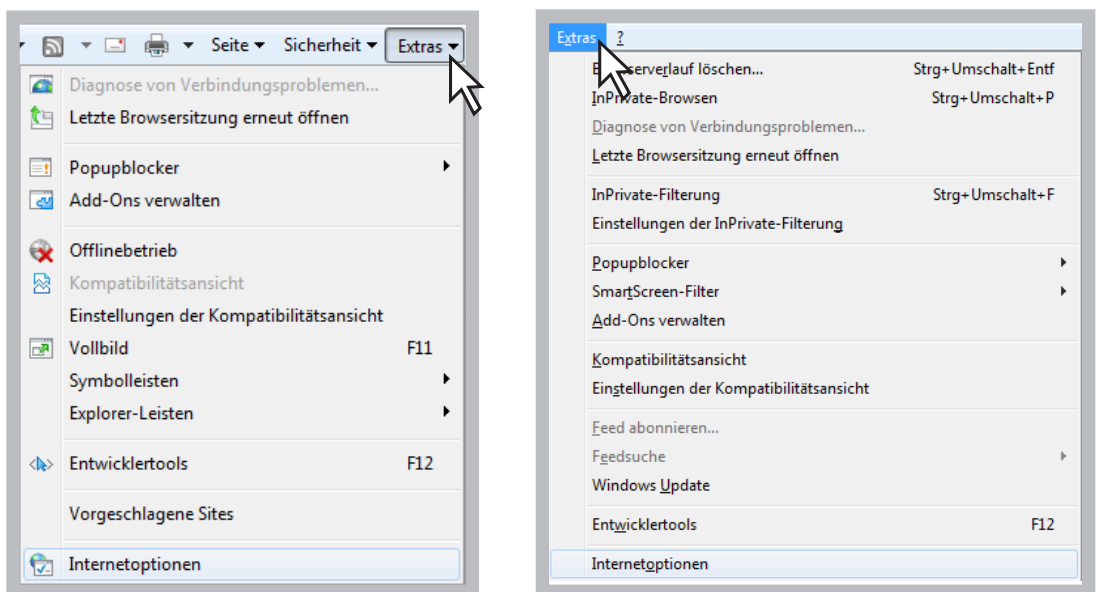 Seite Sicherheit Extras
Diagnose von Verbindungsproblemen...
Letzte Browsersitzung erneut öffnen
Popupblocker
Add-Ons verwalten
Offlinebetrieb
Kompatibilitätsansicht
Einstellungen der Kompatibilitätsansicht
Vollbild F11
Symbolleisten
Explorer-Leisten
Entwicklertools F12
Vorgeschlagene Sites
Internetoptionen
Extras ?
löschen... Strg+Umschalt+Entf
InPrivate-Browsen Strg+Umschalt+P
Diagnose von Verbindungsproblemen...
Letzte Browsersitzung erneut öffnen
InPrivate-Filterung Strg+Umschalt+F
Einstellungen der InPrivate-Filterung
Popupblocker
SmartScreen-Filter
Add-Ons verwalten
Kompatibilitätsansicht
Einstellungen der Kompatibilitätsansicht
Feed abonnieren...
Feedsuche
Windows Update
Entwicklertools F12
Internetoptionen